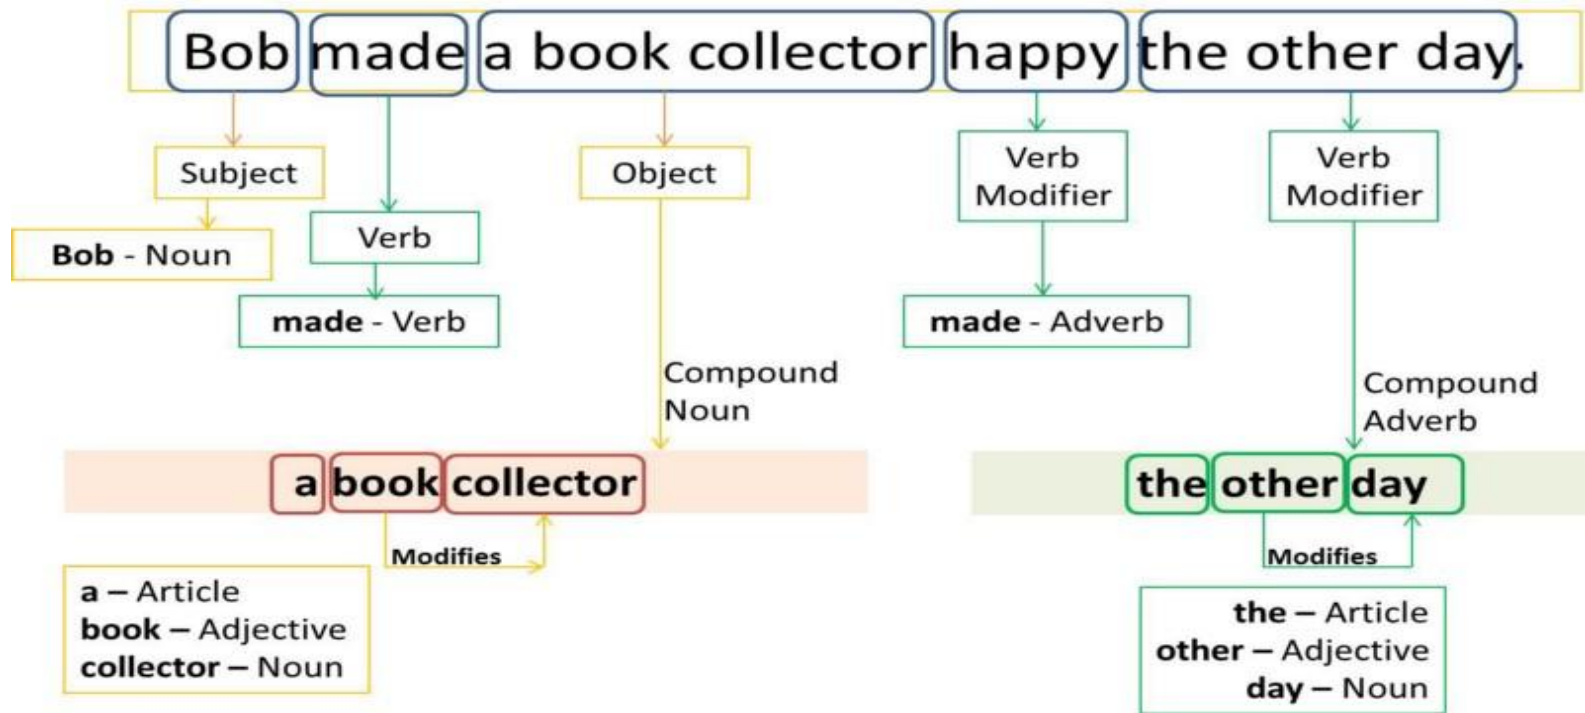 Bob made a book collector happy the other day.
Subject
Object
Verb
Modifier
Verb
Modifier
Bob - Noun
Verb
made - Verb
made - Adverb
Compound
Noun
Compound
Adverb
a book collector
the other day
Modifies
Modifies
a – Article
book – Adjective
collector – Noun
the – Article
other – Adjective
day – Noun